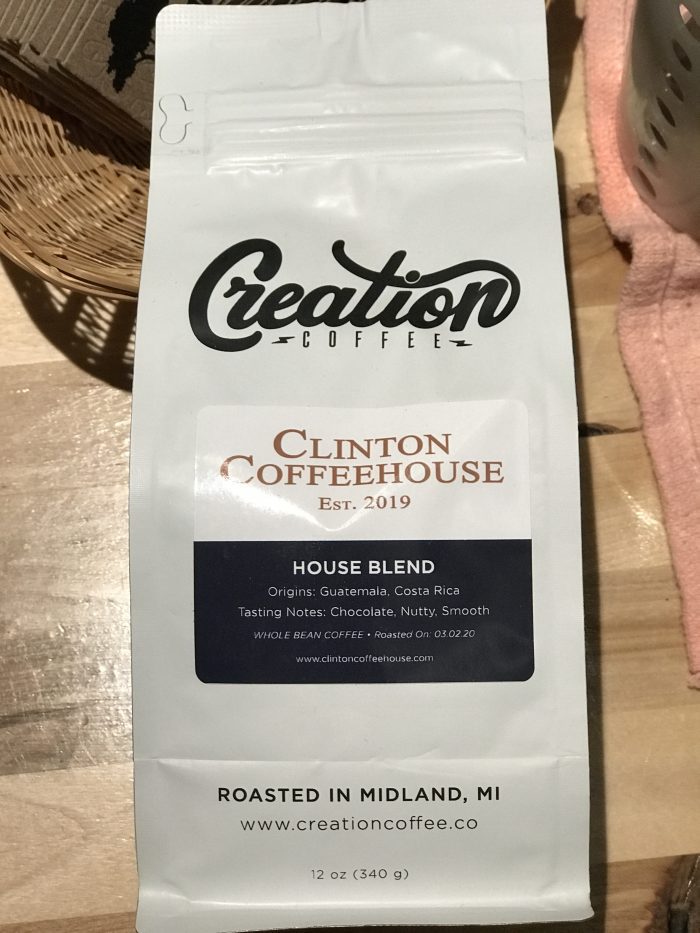 Creation
COFFEE
CLINTON
COFFEEHOUSE
EST. 2019
HOUSE BLEND
Origins: Guatemala, Costa Rica
Tasting Notes: Chocolate, Nutty, Smooth
WHOLE BEAN COFFEE • Roasted On: 03.02.20
www.clintoncoffeehouse.com
ROASTED IN MIDLAND, MI
www.creationcoffee.co
12 oz (340 g)